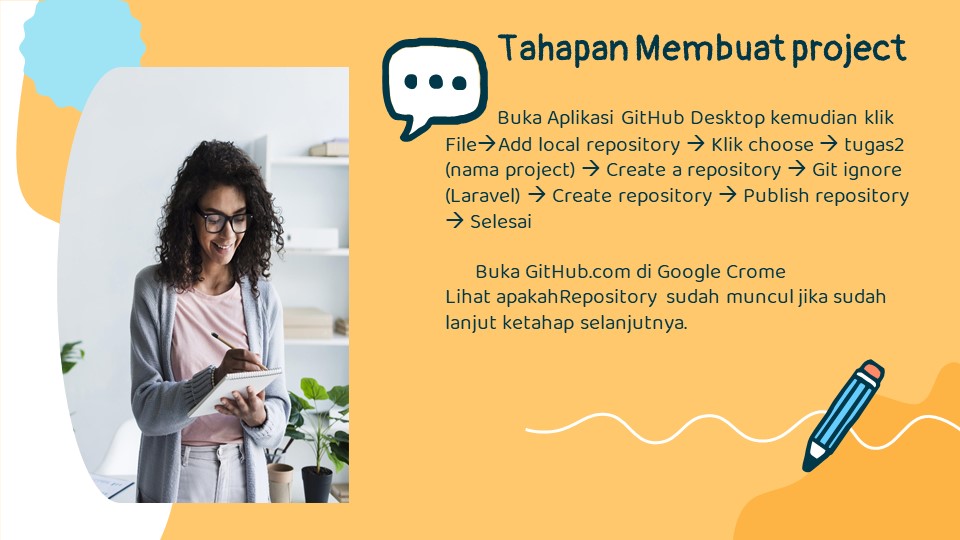 Tahapan Membuat project
Buka Aplikasi GitHub Desktop kemudian klik
File→Add local repository → Klik choose → tugas2
(nama project) → Create a repository → Git ignore
(Laravel) → Create repository → Publish repository
→ Selesai
Buka GitHub.com di Google Crome
Lihat apakahRepository sudah muncul jika sudah
lanjut ketahap selanjutnya.